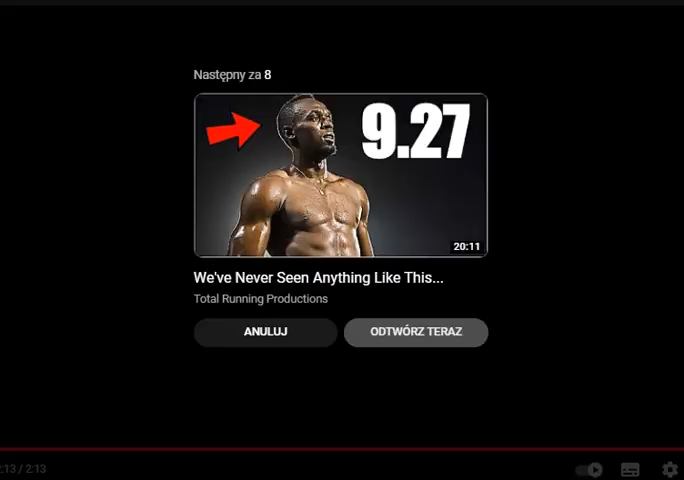 Następny za 8
9.27
20:11
We've Never Seen Anything Like This...
Total Running Productions
ANULUJ
ODTWÓRZ TERAZ
2:13 / 2:13